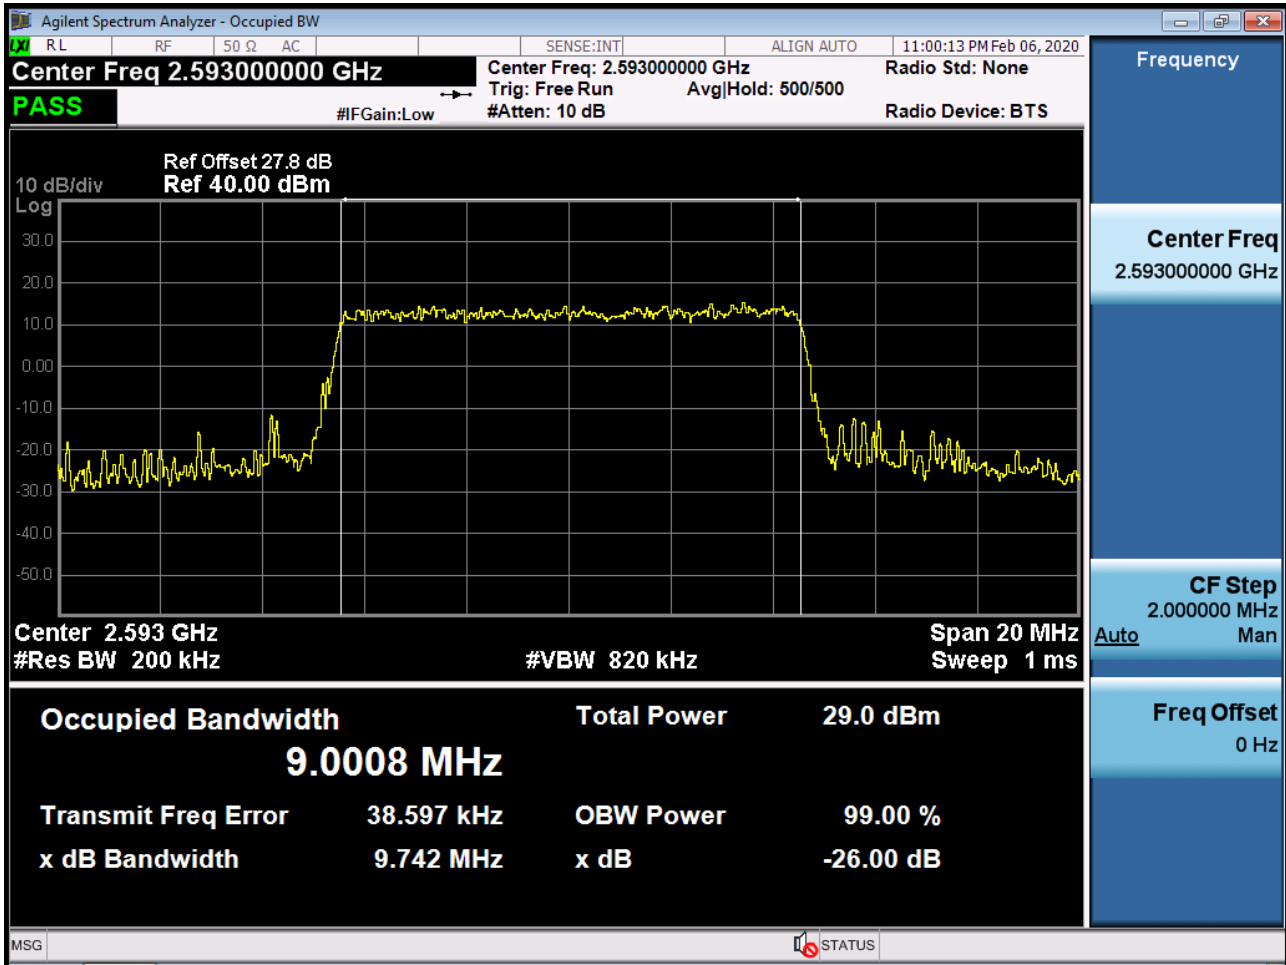 Agilent Spectrum Analyzer - Occupied BW
LXI RL RF 50 Ω AC SENSE:INT ALIGN AUTO 11:00:13 PM Feb 06, 2020
Center Freq 2.593000000 GHz
PASS
#IFGain:Low
Center Freq: 2.593000000 GHz
Trig: Free Run Avg|Hold: 500/500
#Atten: 10 dB
Radio Std: None
Radio Device: BTS
Ref Offset 27.8 dB
10 dB/div Ref 40.00 dBm
Log
30.0
20.0
10.0
0.00
-10.0
-20.0
-30.0
-40.0
-50.0
Center 2.593 GHz Span 20 MHz
#Res BW 200 kHz #VBW 820 kHz Sweep 1 ms
Occupied Bandwidth Total Power 29.0 dBm
9.0008 MHz
Transmit Freq Error 38.597 kHz OBW Power 99.00 %
x dB Bandwidth 9.742 MHz x dB -26.00 dB
MSG STATUS
Frequency
Center Freq
2.593000000 GHz
CF Step
2.000000 MHz
Auto Man
Freq Offset
0 Hz